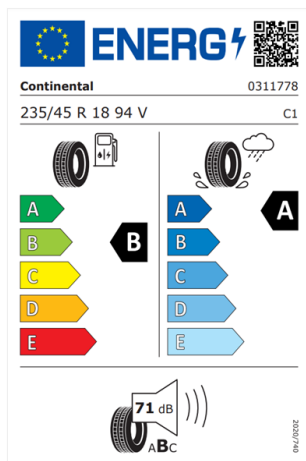 ENERG
Continental 0311778
235/45 R 18 94 V C1
A A
A
B B
B
C C
D D
E E
71 dB
ABC
2020/740